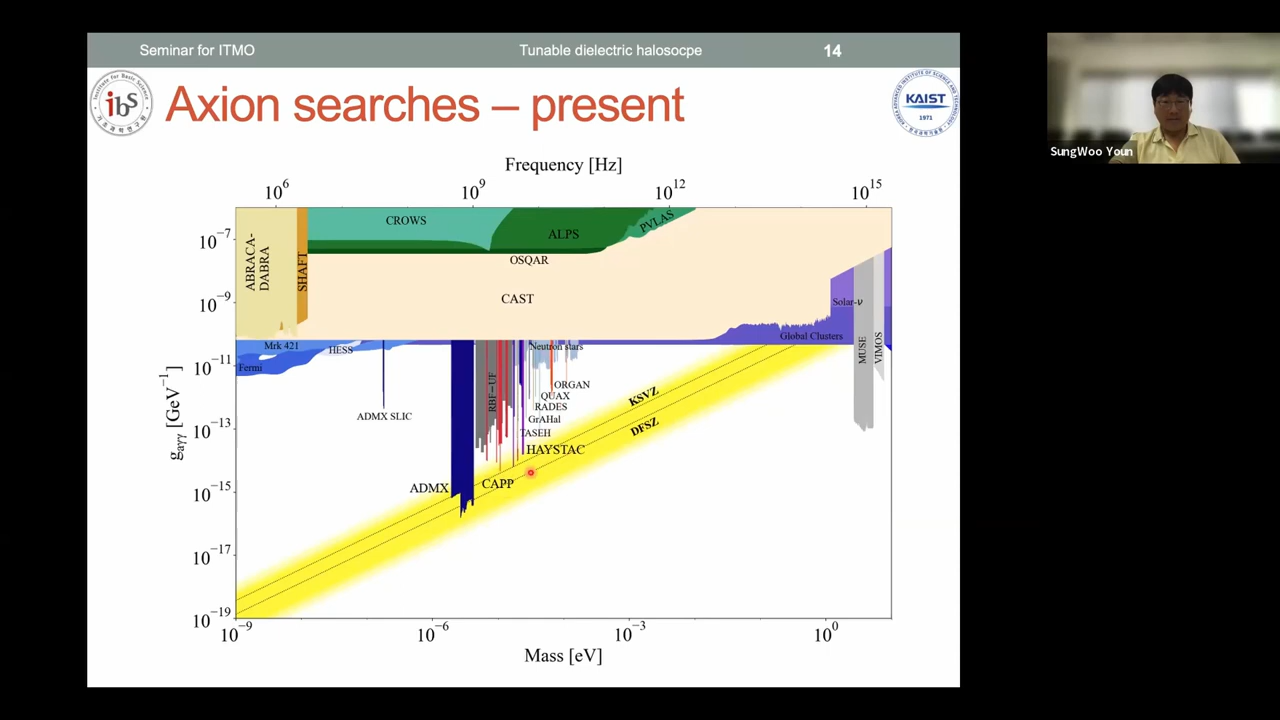 Seminar for ITMO
Tunable dielectric halosocpe
14
ibS
Axion searches – present
KAIST
1971
SungWoo Youn
Frequency [Hz]
10⁶
10⁹
10¹²
10¹⁵
CROWS
ALPS
PVLAS
OSQAR
CAST
ABRACA-
DABRA
SHAFT
Solar-ν
Global Clusters
Mrk 421
HESS
Fermi
Neutron stars
MUSE
VIMOS
RBF−UF
ORGAN
QUAX
RADES
GrAHal
TASEH
HAYSTAC
ADMX SLIC
KSVZ
DFSZ
ADMX
CAPP
10⁻⁷
10⁻⁹
10⁻¹¹
10⁻¹³
10⁻¹⁵
10⁻¹⁷
10⁻¹⁹
gaγγ [GeV⁻¹]
10⁻⁹
10⁻⁶
10⁻³
10⁰
Mass [eV]